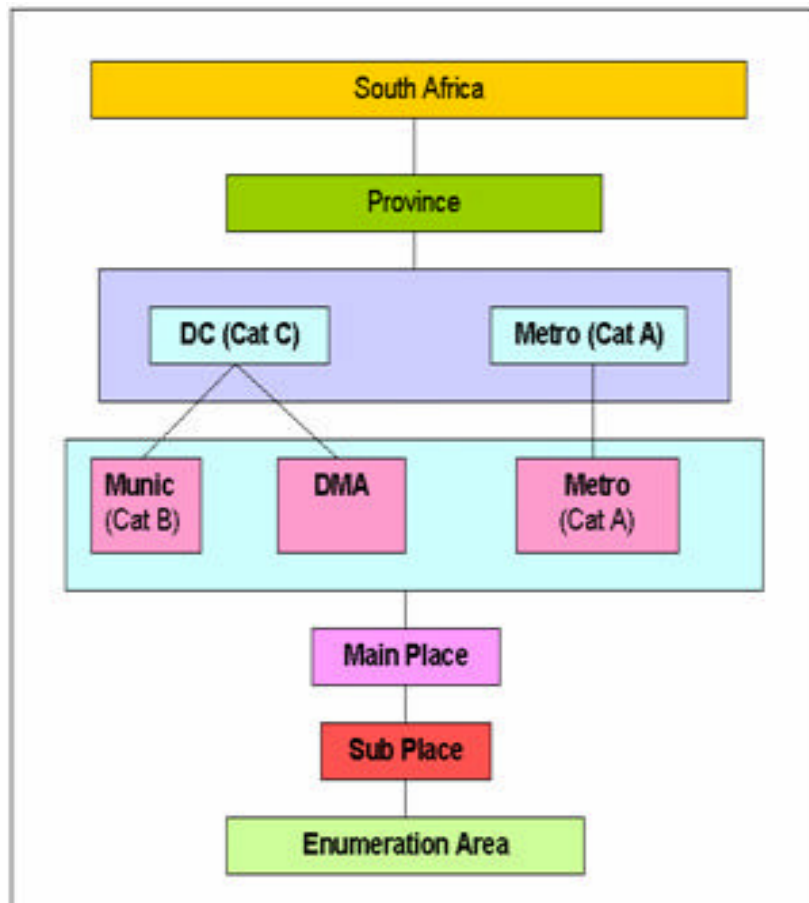 South Africa
Province
DC (Cat C)
Metro (Cat A)
Munic
(Cat B)
DMA
Metro
(Cat A)
Main Place
Sub Place
Enumeration Area